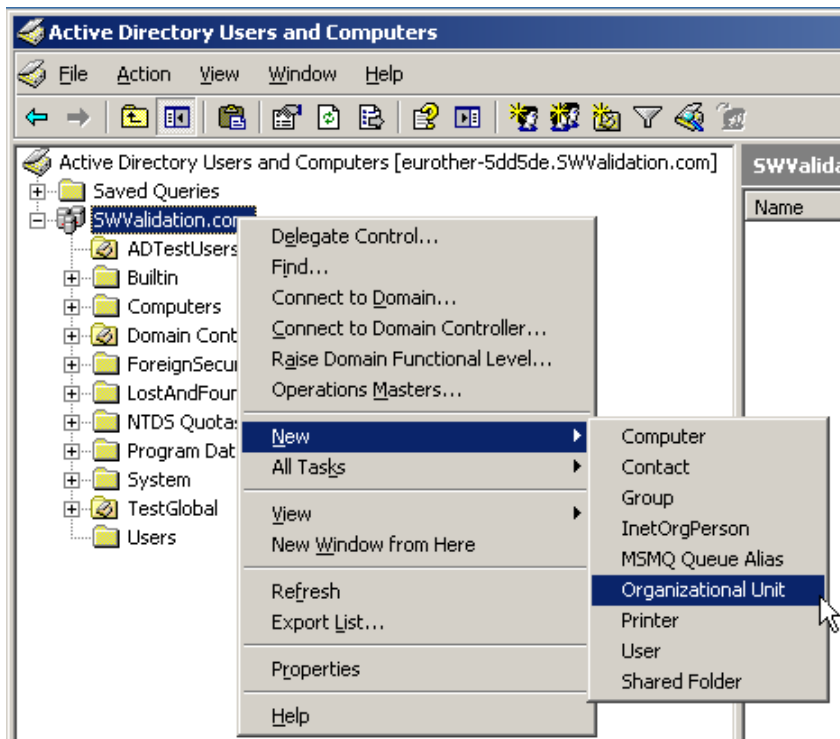 Active Directory Users and Computers
File Action View Window Help
Active Directory Users and Computers [eurother-5dd5de.SWValidation.com]
SWValida
Saved Queries
Name
SWValidation.com
ADTestUsers
Builtin
Computers
Domain Cont
ForeignSecur
LostAndFour
NTDS Quotas
Program Dat
System
TestGlobal
Users
Delegate Control...
Find...
Connect to Domain...
Connect to Domain Controller...
Raise Domain Functional Level...
Operations Masters...
New
All Tasks
View
New Window from Here
Refresh
Export List...
Properties
Help
Computer
Contact
Group
InetOrgPerson
MSMQ Queue Alias
Organizational Unit
Printer
User
Shared Folder